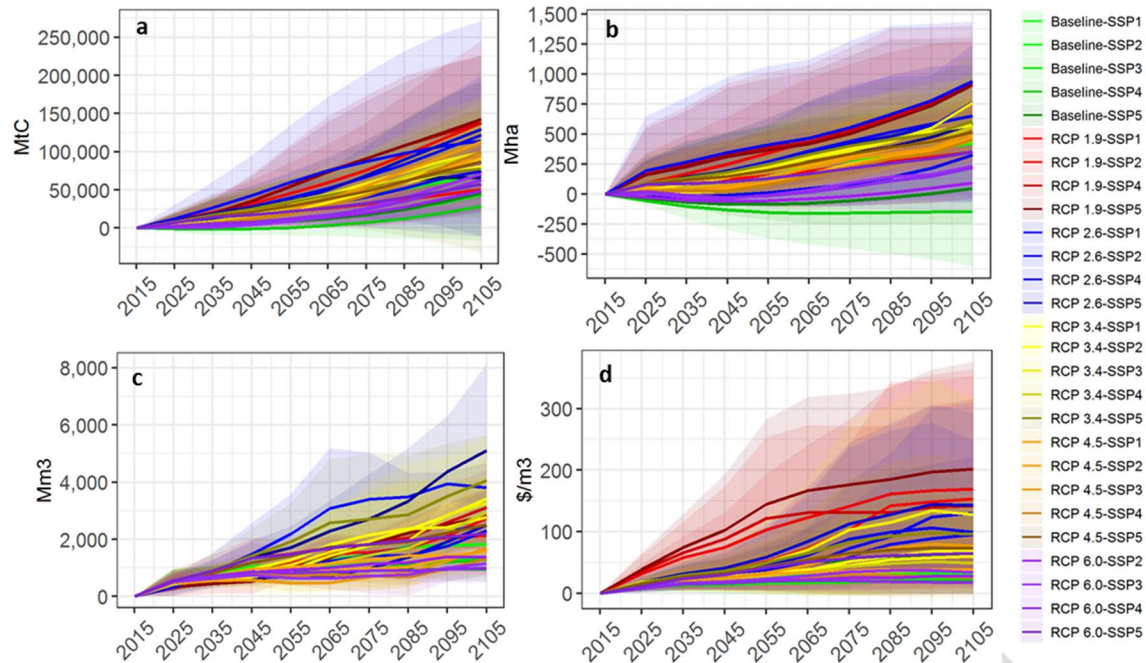 a
250,000
200,000
150,000
100,000
50,000
0
MtC
2015 2025 2035 2045 2055 2065 2075 2085 2095 2105
b
1,500
1,250
1,000
750
500
250
0
-250
-500
Mha
2015 2025 2035 2045 2055 2065 2075 2085 2095 2105
c
8,000
6,000
4,000
2,000
0
Mm3
2015 2025 2035 2045 2055 2065 2075 2085 2095 2105
d
300
200
100
0
$/m3
2015 2025 2035 2045 2055 2065 2075 2085 2095 2105
Baseline-SSP1
Baseline-SSP2
Baseline-SSP3
Baseline-SSP4
Baseline-SSP5
RCP 1.9-SSP1
RCP 1.9-SSP2
RCP 1.9-SSP4
RCP 1.9-SSP5
RCP 2.6-SSP1
RCP 2.6-SSP2
RCP 2.6-SSP4
RCP 2.6-SSP5
RCP 3.4-SSP1
RCP 3.4-SSP2
RCP 3.4-SSP3
RCP 3.4-SSP4
RCP 3.4-SSP5
RCP 4.5-SSP1
RCP 4.5-SSP2
RCP 4.5-SSP3
RCP 4.5-SSP4
RCP 4.5-SSP5
RCP 6.0-SSP2
RCP 6.0-SSP3
RCP 6.0-SSP4
RCP 6.0-SSP5